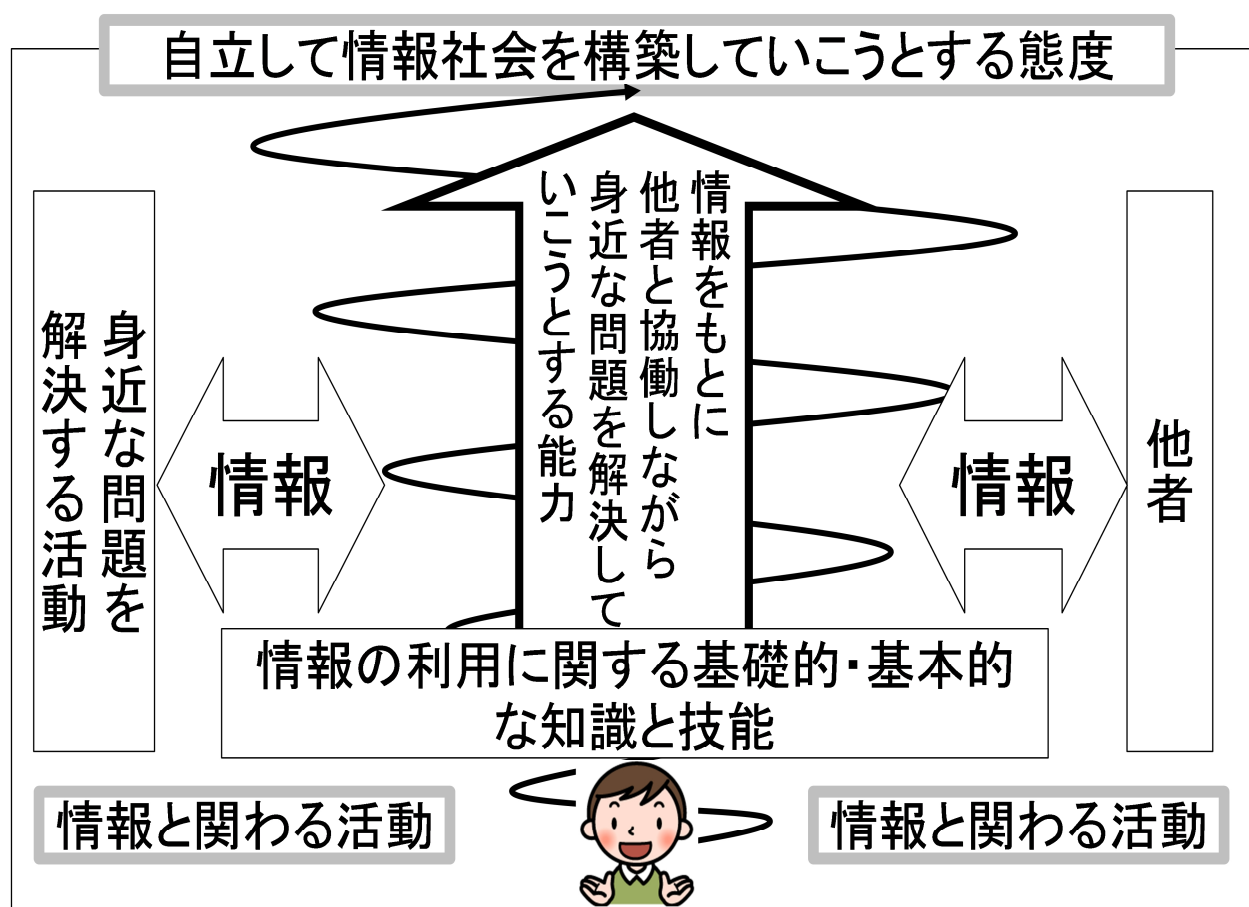 自立して情報社会を構築していこうとする態度
情報をもとに
他者と協働しながら
身近な問題を解決して
いこうとする能力
身近な問題を
解決する活動
情報
情報
他者
情報の利用に関する基礎的・基本的
な知識と技能
情報と関わる活動
情報と関わる活動